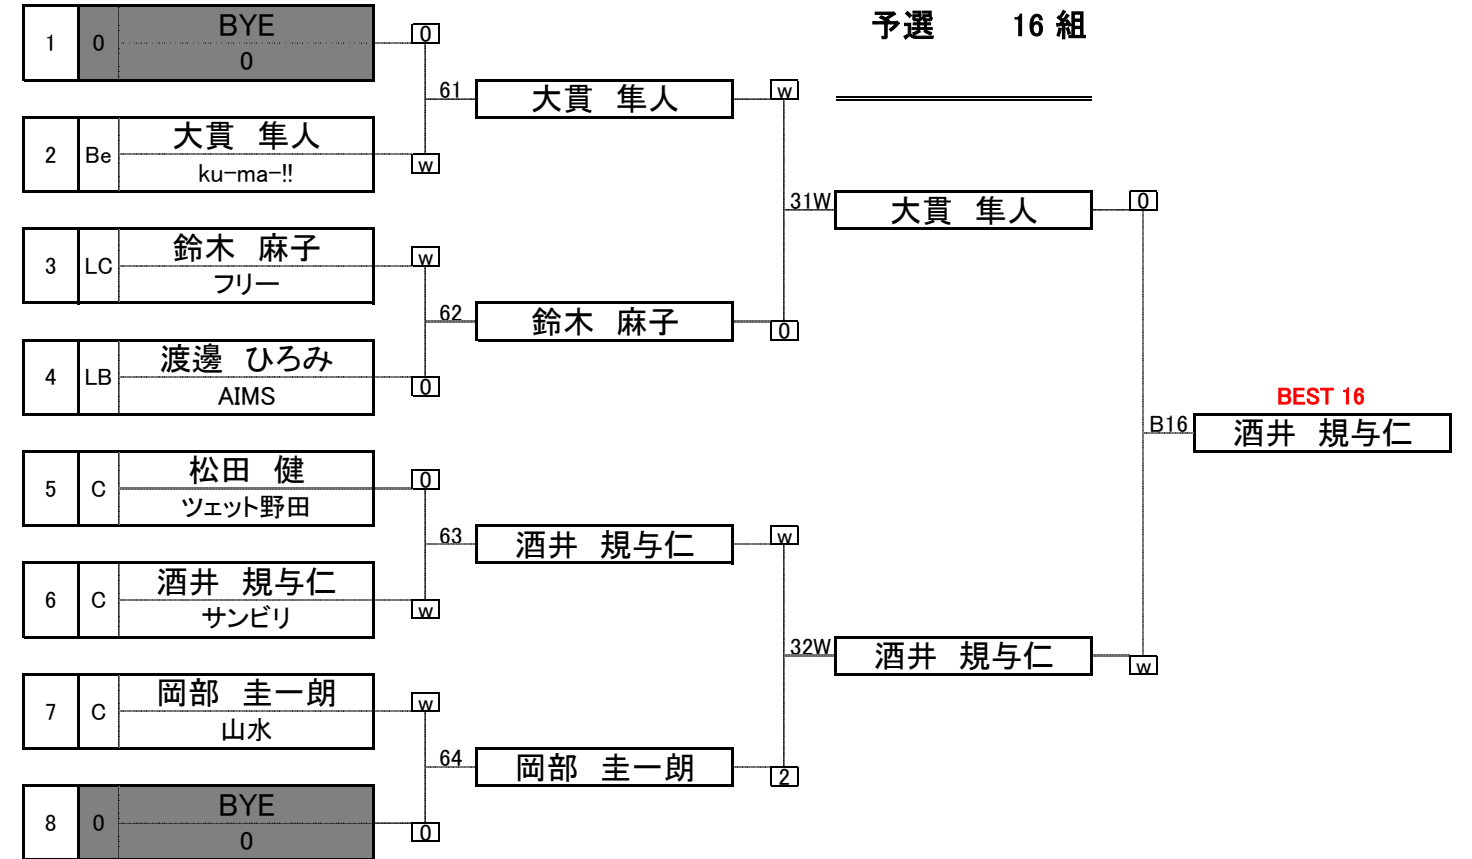 予選 16 組
1 0 BYE 0
0
61 大貫 隼人 w
2 Be 大貫 隼人 w
ku-ma-!!
31W 大貫 隼人 0
3 LC 鈴木 麻子 w
フリー
62 鈴木 麻子 0
4 LB 渡邊 ひろみ 0
AIMS
BEST 16
B16 酒井 規与仁
5 C 松田 健 0
ツェット野田
63 酒井 規与仁 w
6 C 酒井 規与仁 w
サンビリ
32W 酒井 規与仁 w
7 C 岡部 圭一朗 w
山水
64 岡部 圭一朗 2
8 0 BYE 0
0